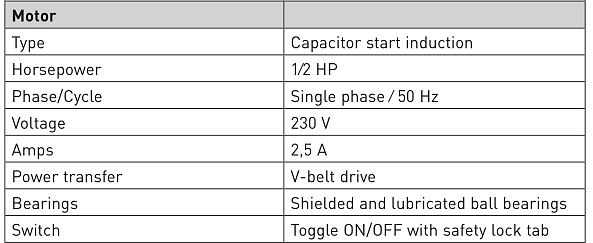 Motor
Type Capacitor start induction
Horsepower 1/2 HP
Phase/Cycle Single phase / 50 Hz
Voltage 230 V
Amps 2,5 A
Power transfer V-belt drive
Bearings Shielded and lubricated ball bearings
Switch Toggle ON/OFF with safety lock tab